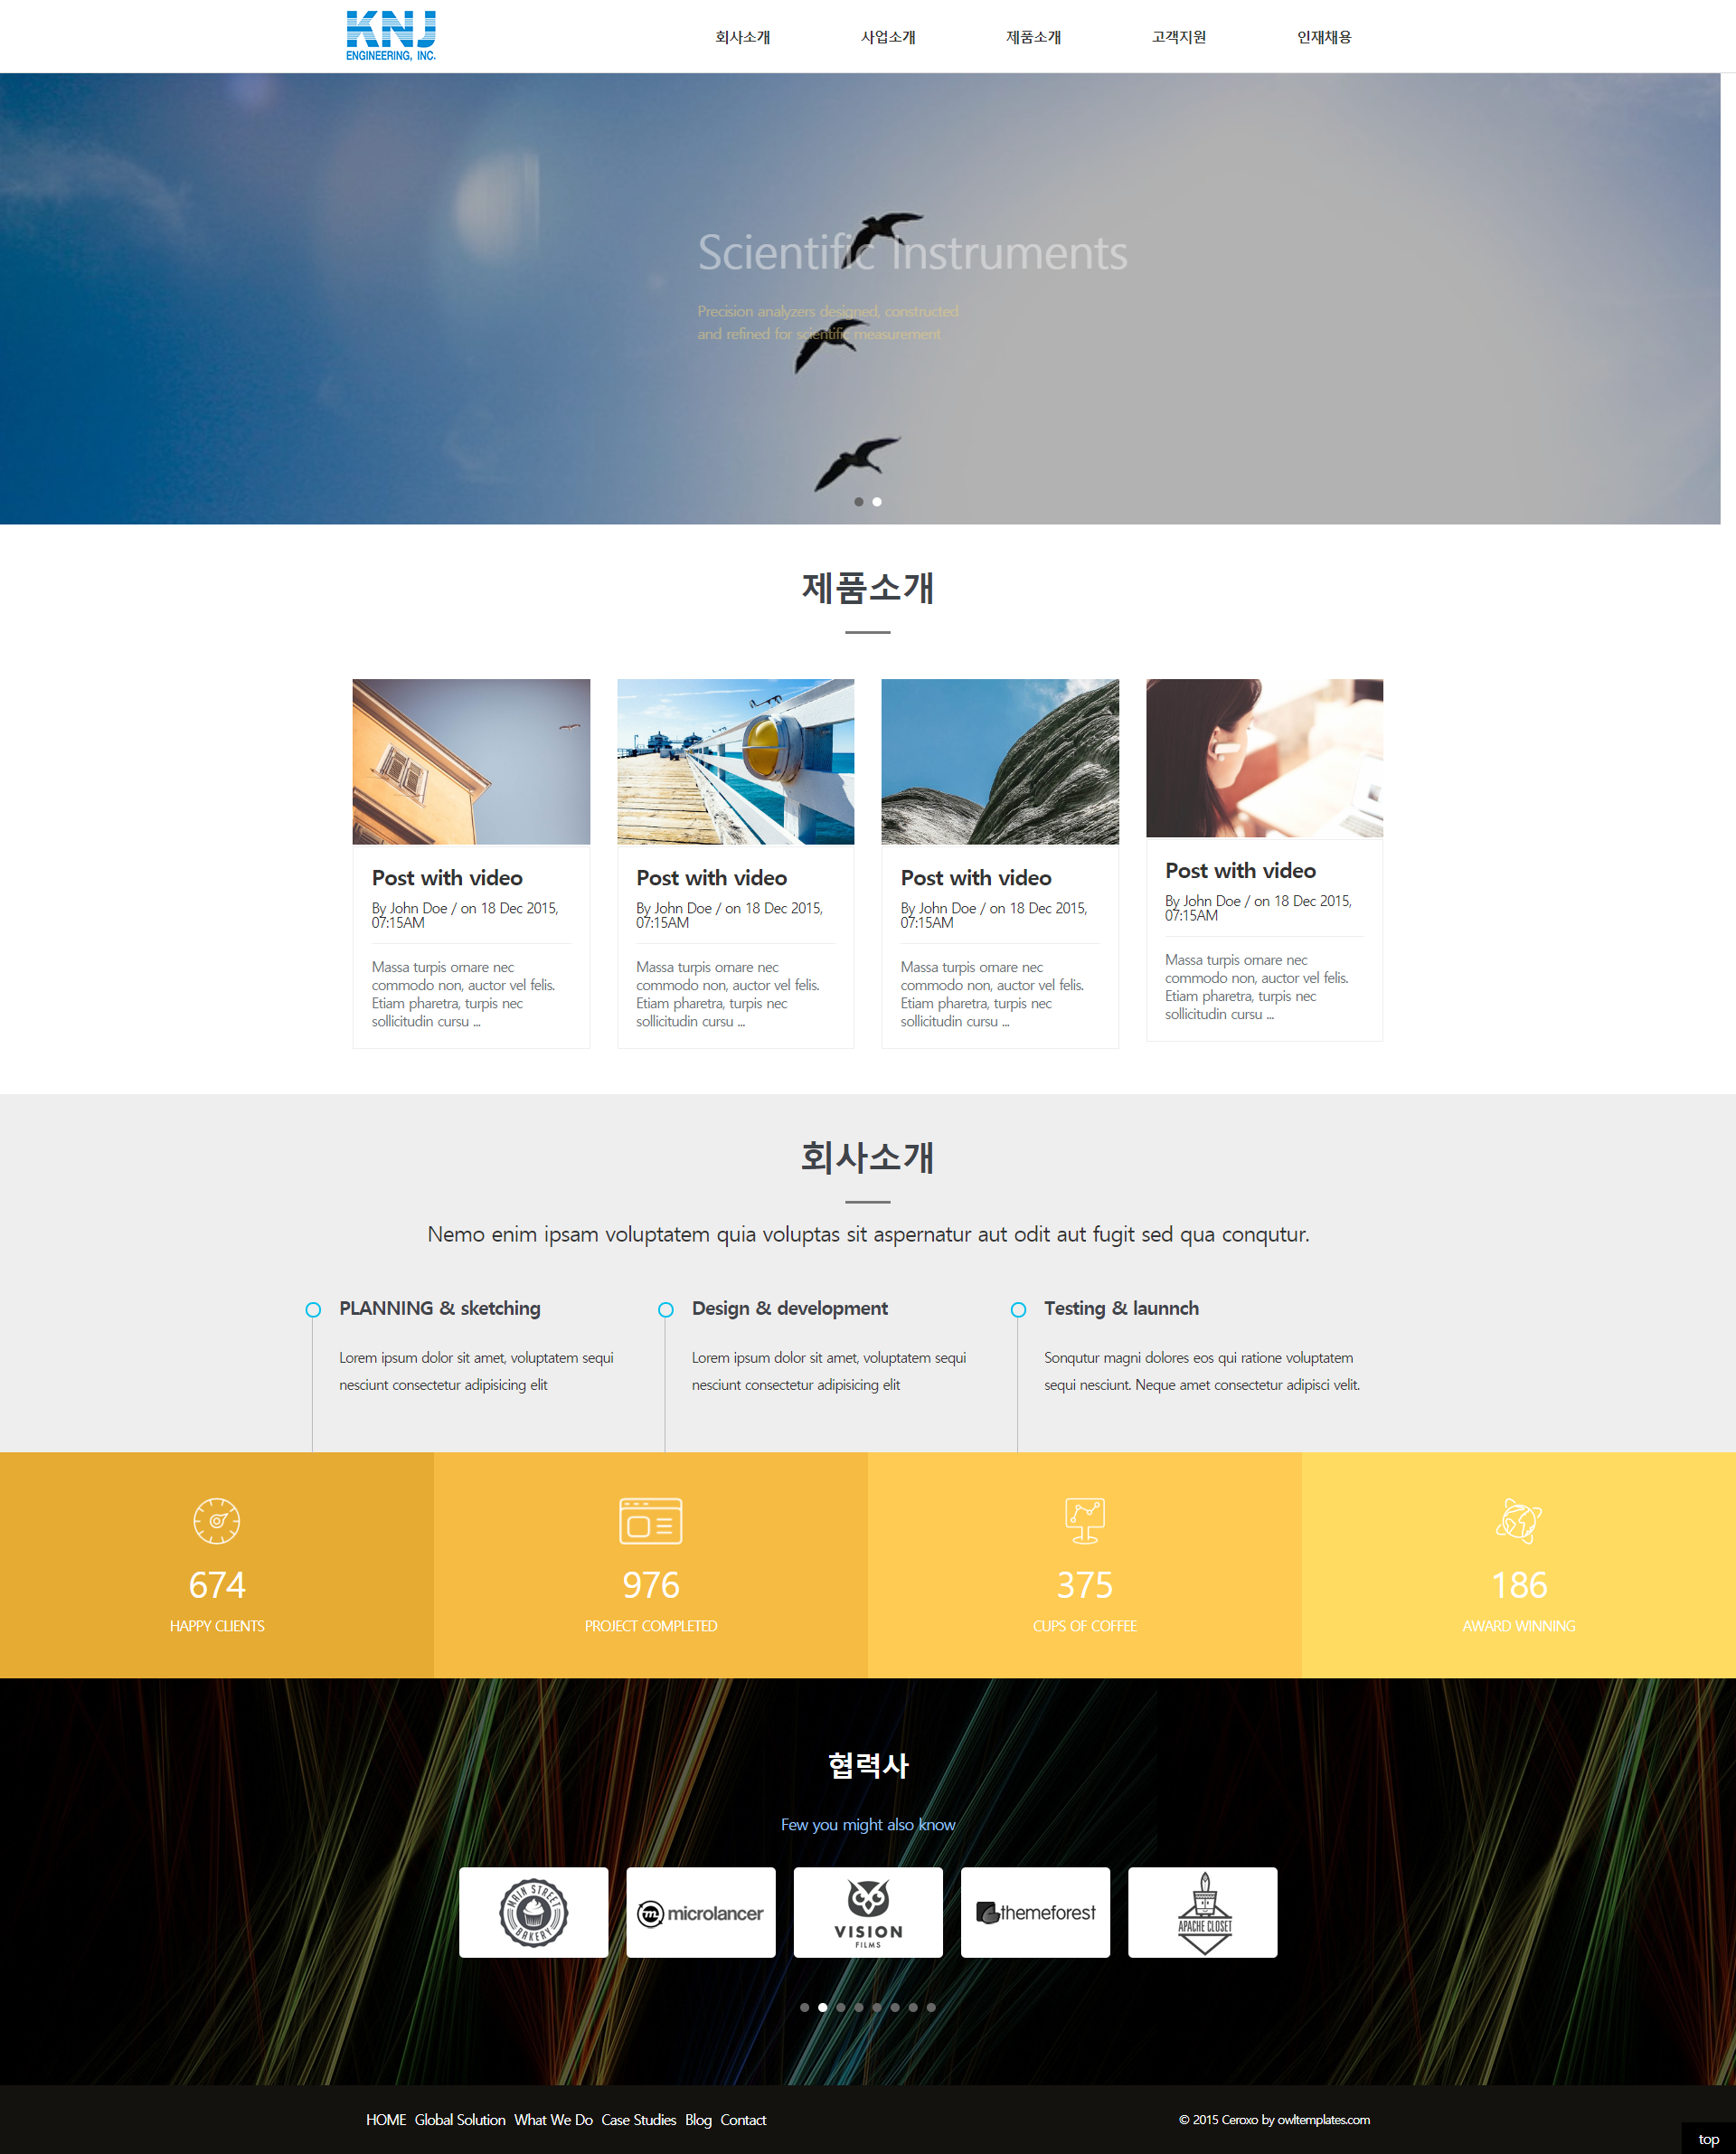 KNJ
ENGINEERING, INC.
회사소개
사업소개
제품소개
고객지원
인재채용
Scientific Instruments
Precision analyzers designed, constructed
and refined for scientific measurement
제품소개
Post with video
By John Doe / on 18 Dec 2015,
07:15AM
Massa turpis ornare nec
commodo non, auctor vel felis.
Etiam pharetra, turpis nec
sollicitudin cursu ...
Post with video
By John Doe / on 18 Dec 2015,
07:15AM
Massa turpis ornare nec
commodo non, auctor vel felis.
Etiam pharetra, turpis nec
sollicitudin cursu ...
Post with video
By John Doe / on 18 Dec 2015,
07:15AM
Massa turpis ornare nec
commodo non, auctor vel felis.
Etiam pharetra, turpis nec
sollicitudin cursu ...
Post with video
By John Doe / on 18 Dec 2015,
07:15AM
Massa turpis ornare nec
commodo non, auctor vel felis.
Etiam pharetra, turpis nec
sollicitudin cursu ...
회사소개
Nemo enim ipsam voluptatem quia voluptas sit aspernatur aut odit aut fugit sed qua conqutur.
PLANNING & sketching
Lorem ipsum dolor sit amet, voluptatem sequi
nesciunt consectetur adipisicing elit
Design & development
Lorem ipsum dolor sit amet, voluptatem sequi
nesciunt consectetur adipisicing elit
Testing & launnch
Sonqutur magni dolores eos qui ratione voluptatem
sequi nesciunt. Neque amet consectetur adipisci velit.
674
HAPPY CLIENTS
976
PROJECT COMPLETED
375
CUPS OF COFFEE
186
AWARD WINNING
협력사
Few you might also know
MAIN STREET
BAKERY
m microlancer
VISION
FILMS
themeforest
APACHE CLOSET
HOME Global Solution What We Do Case Studies Blog Contact
© 2015 Ceroxo by owltemplates.com
top